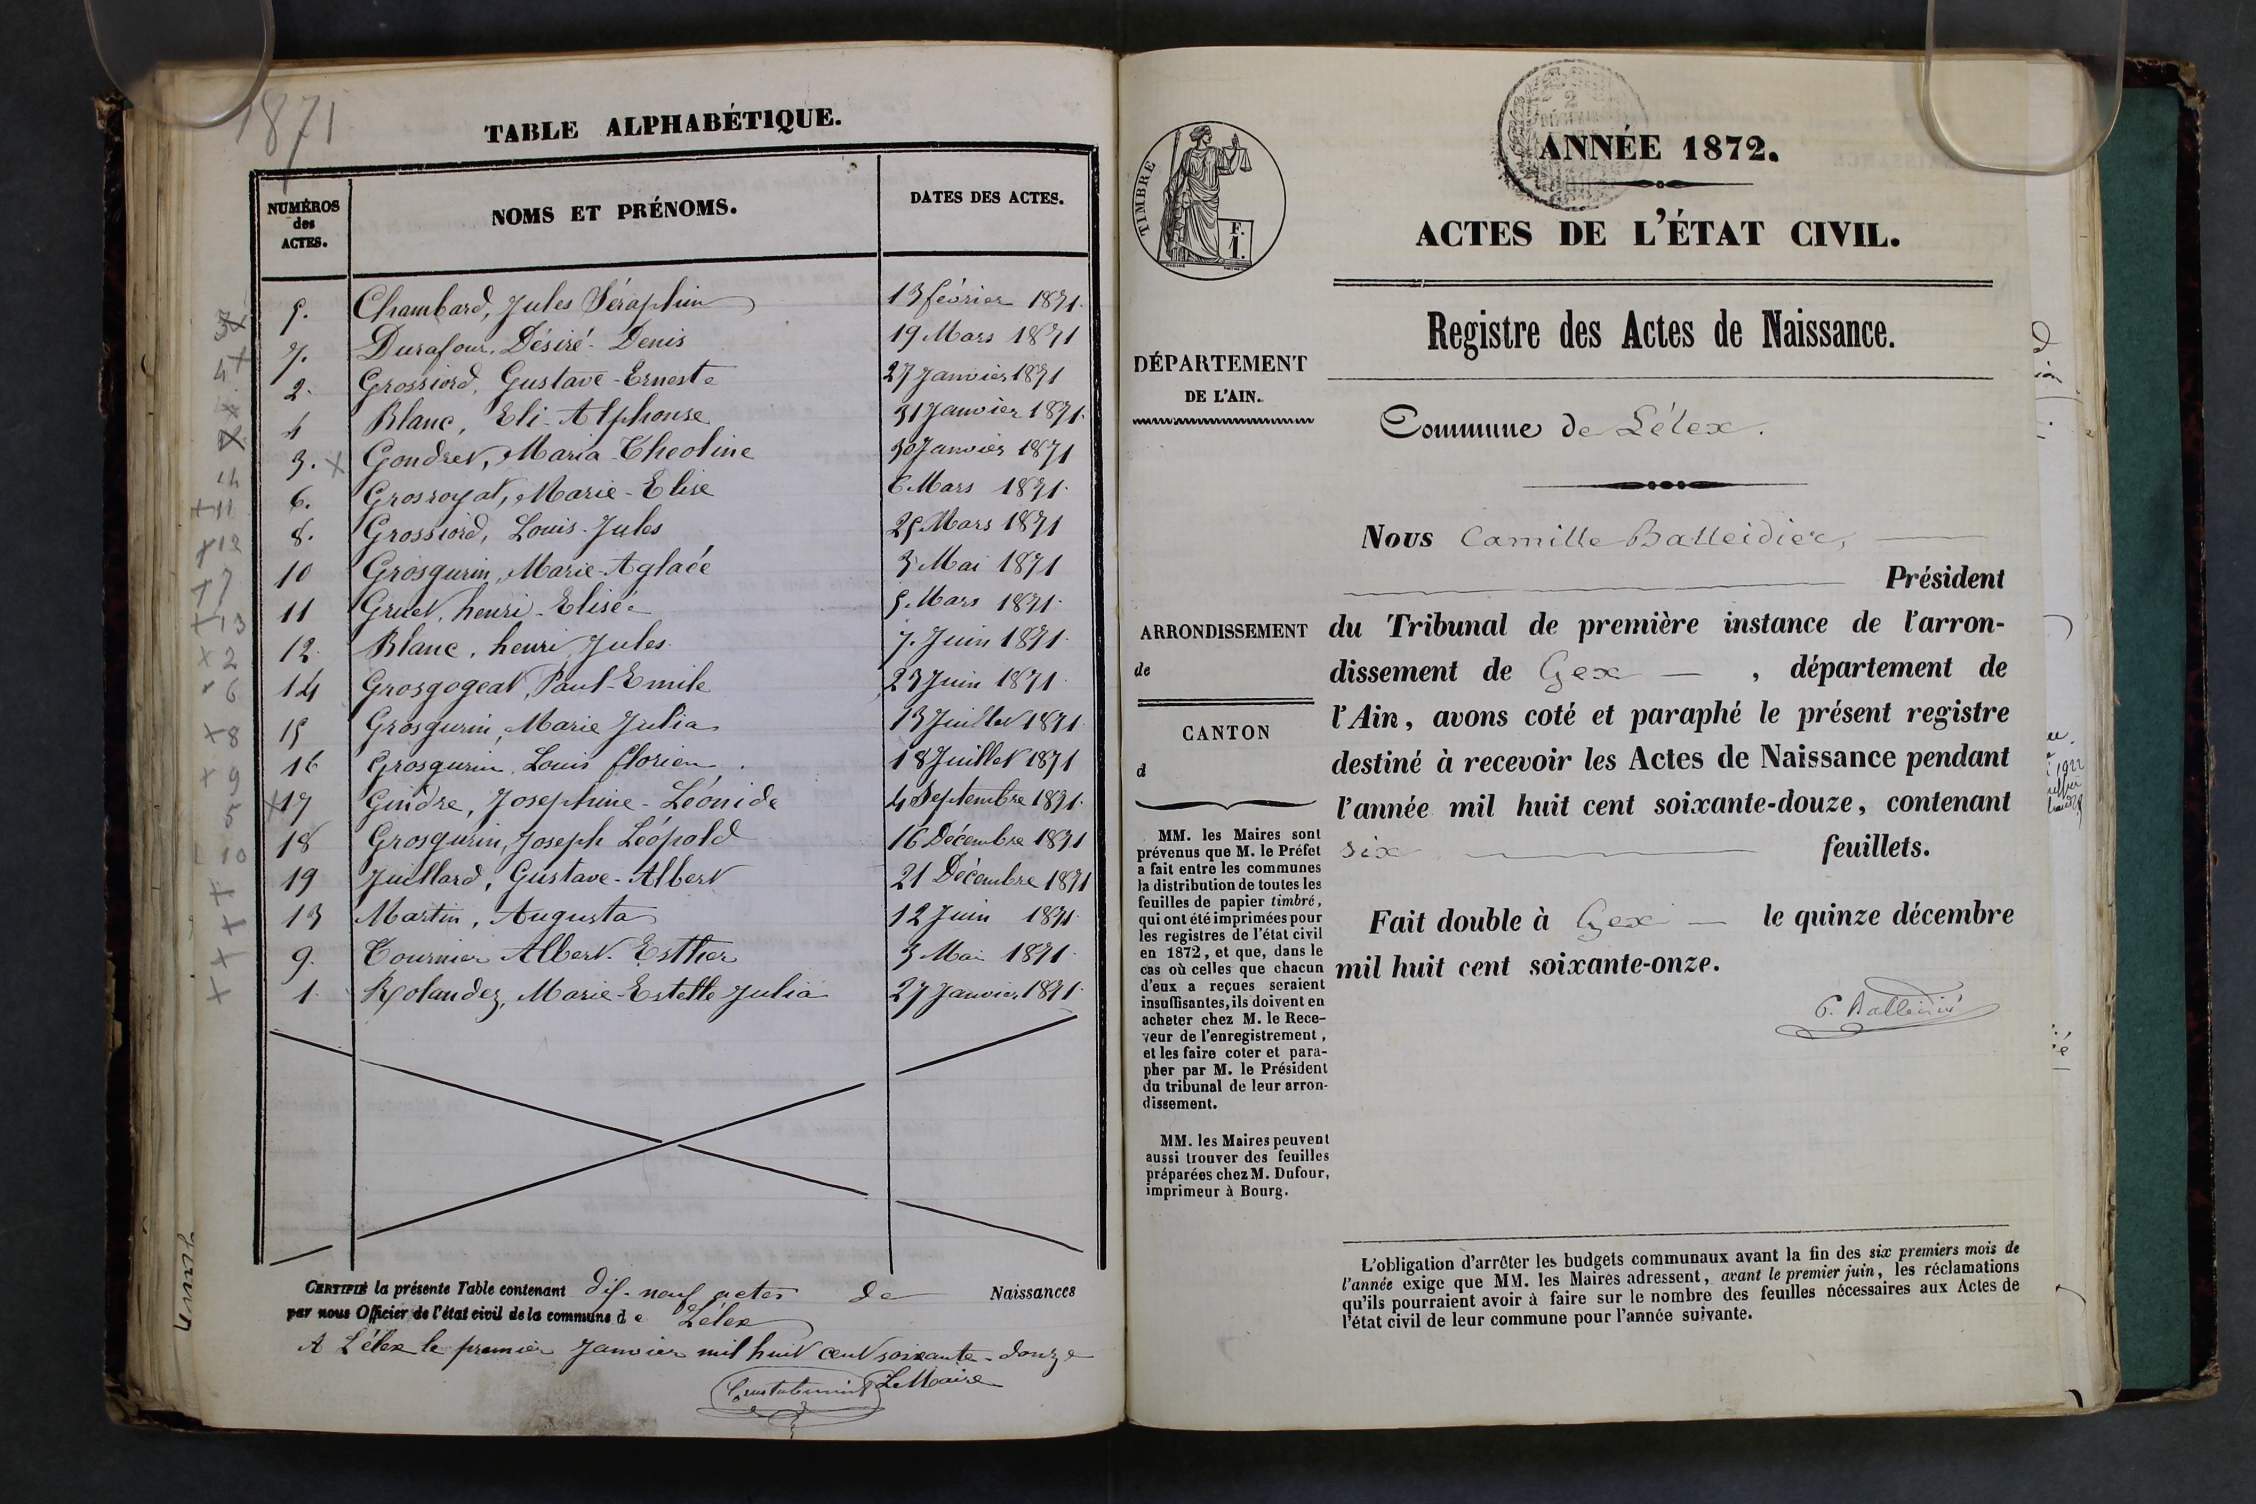 1871
TABLE ALPHABÉTIQUE.
NUMÉROS
des
ACTES.
NOMS ET PRÉNOMS.
DATES DES ACTES.
5. Chambard, Jules Séraphin 13 février 1871.
7. Durafour, Désiré-Denis 19 Mars 1871
2. Grossiord, Gustave-Ernest 27 Janvier 1871
4 Blanc, Eli-Alphonse 31 Janvier 1871.
3. Gondret, Maria-Theoline 30 Janvier 1871
6. Grosroyat, Marie-Elise 6 Mars 1871.
8. Grossiord, Louis-Jules 25 Mars 1871
10 Grosgurin, Marie-Aglaée 3 Mai 1871
11 Gruet, henri-Elisée 5 Mars 1871.
12. Blanc, henri Jules 7. Juin 1871.
14 Grosgogeat, Paul-Emile 23 Juin 1871.
15 Grosgurin, Marie Julia 13 Juillet 1871.
16 Grosgurin, Louis florien 18 Juillet 1871
17 Gindre, Josephine-Léonide 4 Septembre 1871.
18 Grosgurin, Joseph Léopold 16 Décembre 1871
19 Juillard, Gustave-Albert 21 Décembre 1871
13 Martin, Augusta 12 Juin 1871.
9. Tournier Albert-Esther 3 Mai 1871.
1. Rolandez, Marie-Estelle Julia 27 Janvier 1871.
CERTIFIÉ la présente Table contenant dix-neuf actes de Naissances
par nous Officier de l'état civil de la commune de Lélex
A Lélex le premier Janvier mil huit cent soixante-douze
Le Maire
TIMBRE
F.
1.
ANNÉE 1872.
ACTES DE L'ÉTAT CIVIL.
Registre des Actes de Naissance.
DÉPARTEMENT
DE L'AIN.
Commune de Lélex.
Nous Camille Balleidier,
Président
du Tribunal de première instance de l'arron-
dissement de Gex, département de
l'Ain, avons coté et paraphé le présent registre
destiné à recevoir les Actes de Naissance pendant
l'année mil huit cent soixante-douze, contenant
six feuillets.
Fait double à Gex le quinze décembre
mil huit cent soixante-onze.
C. Balleidier
ARRONDISSEMENT
de
CANTON
d
MM. les Maires sont
prévenus que M. le Préfet
a fait entre les communes
la distribution de toutes les
feuilles de papier timbré,
qui ont été imprimées pour
les registres de l'état civil
en 1872, et que, dans le
cas où celles que chacun
d'eux a reçues seraient
insuffisantes, ils doivent en
acheter chez M. le Rece-
veur de l'enregistrement,
et les faire coter et para-
pher par M. le Président
du tribunal de leur arron-
dissement.
MM. les Maires peuvent
aussi trouver des feuilles
préparées chez M. Dufour,
imprimeur à Bourg.
L'obligation d'arrêter les budgets communaux avant la fin des six premiers mois de
l'année exige que MM. les Maires adressent, avant le premier juin, les réclamations
qu'ils pourraient avoir à faire sur le nombre des feuilles nécessaires aux Actes de
l'état civil de leur commune pour l'année suivante.